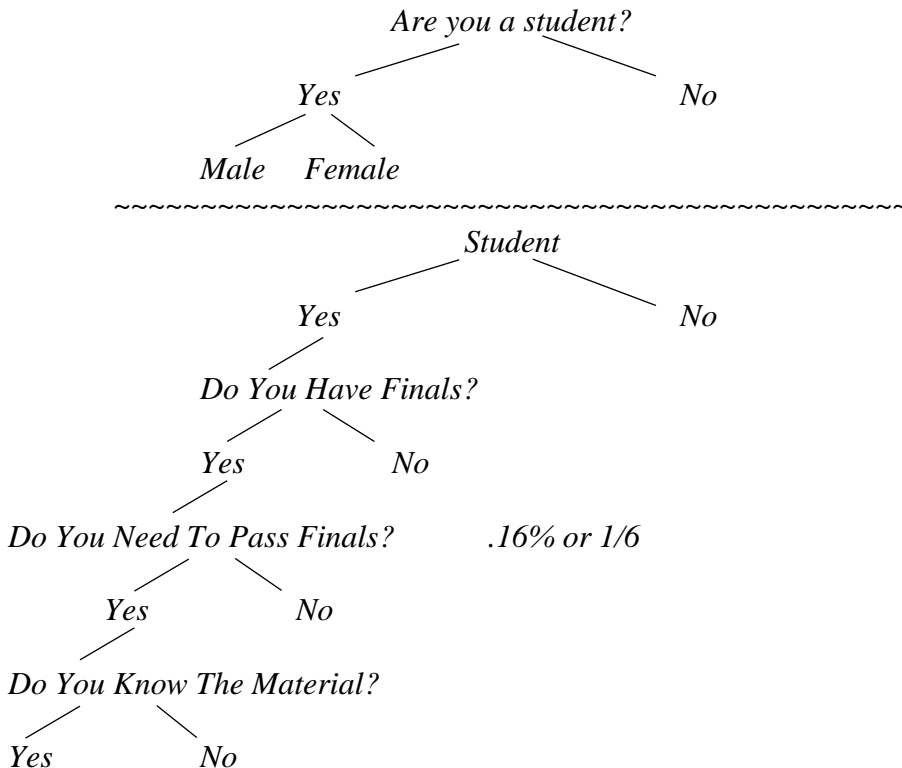 Are you a student?
Yes No
Male Female
~~~~~~~~~~~~~~~~~~~~~~~~~~~~~~~~~~~~~~~~~~~~~
Student
Yes No
Do You Have Finals?
Yes No
Do You Need To Pass Finals? .16% or 1/6
Yes No
Do You Know The Material?
Yes No